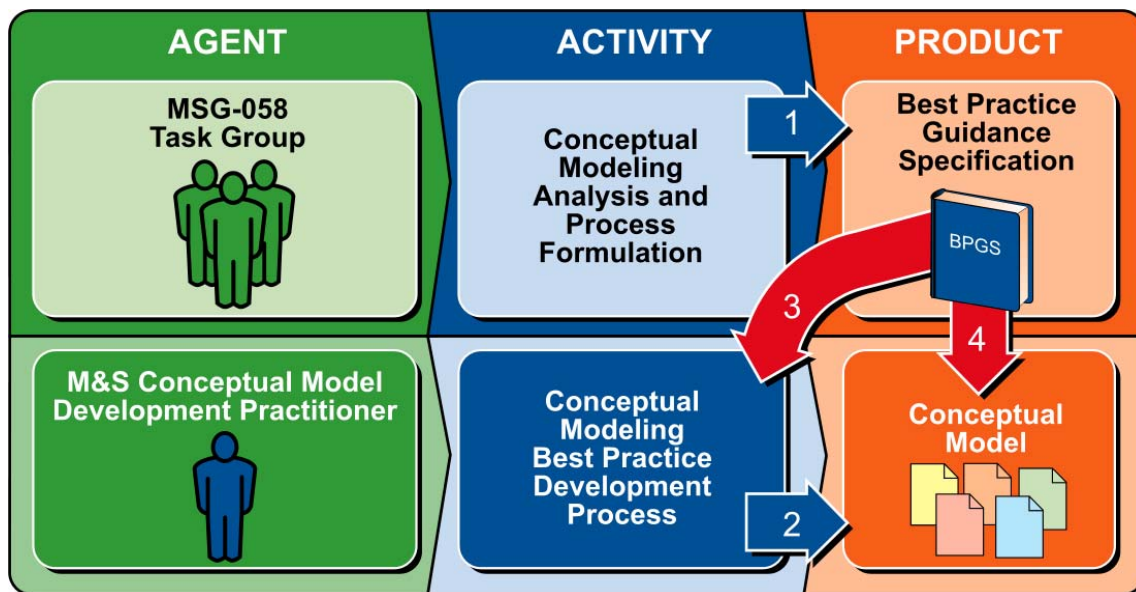 AGENT
ACTIVITY
PRODUCT
MSG-058
Task Group
Conceptual
Modeling
Analysis and
Process
Formulation
1
Best Practice
Guidance
Specification
BPGS
3
4
M&S Conceptual Model
Development Practitioner
Conceptual
Modeling
Best Practice
Development
Process
2
Conceptual
Model